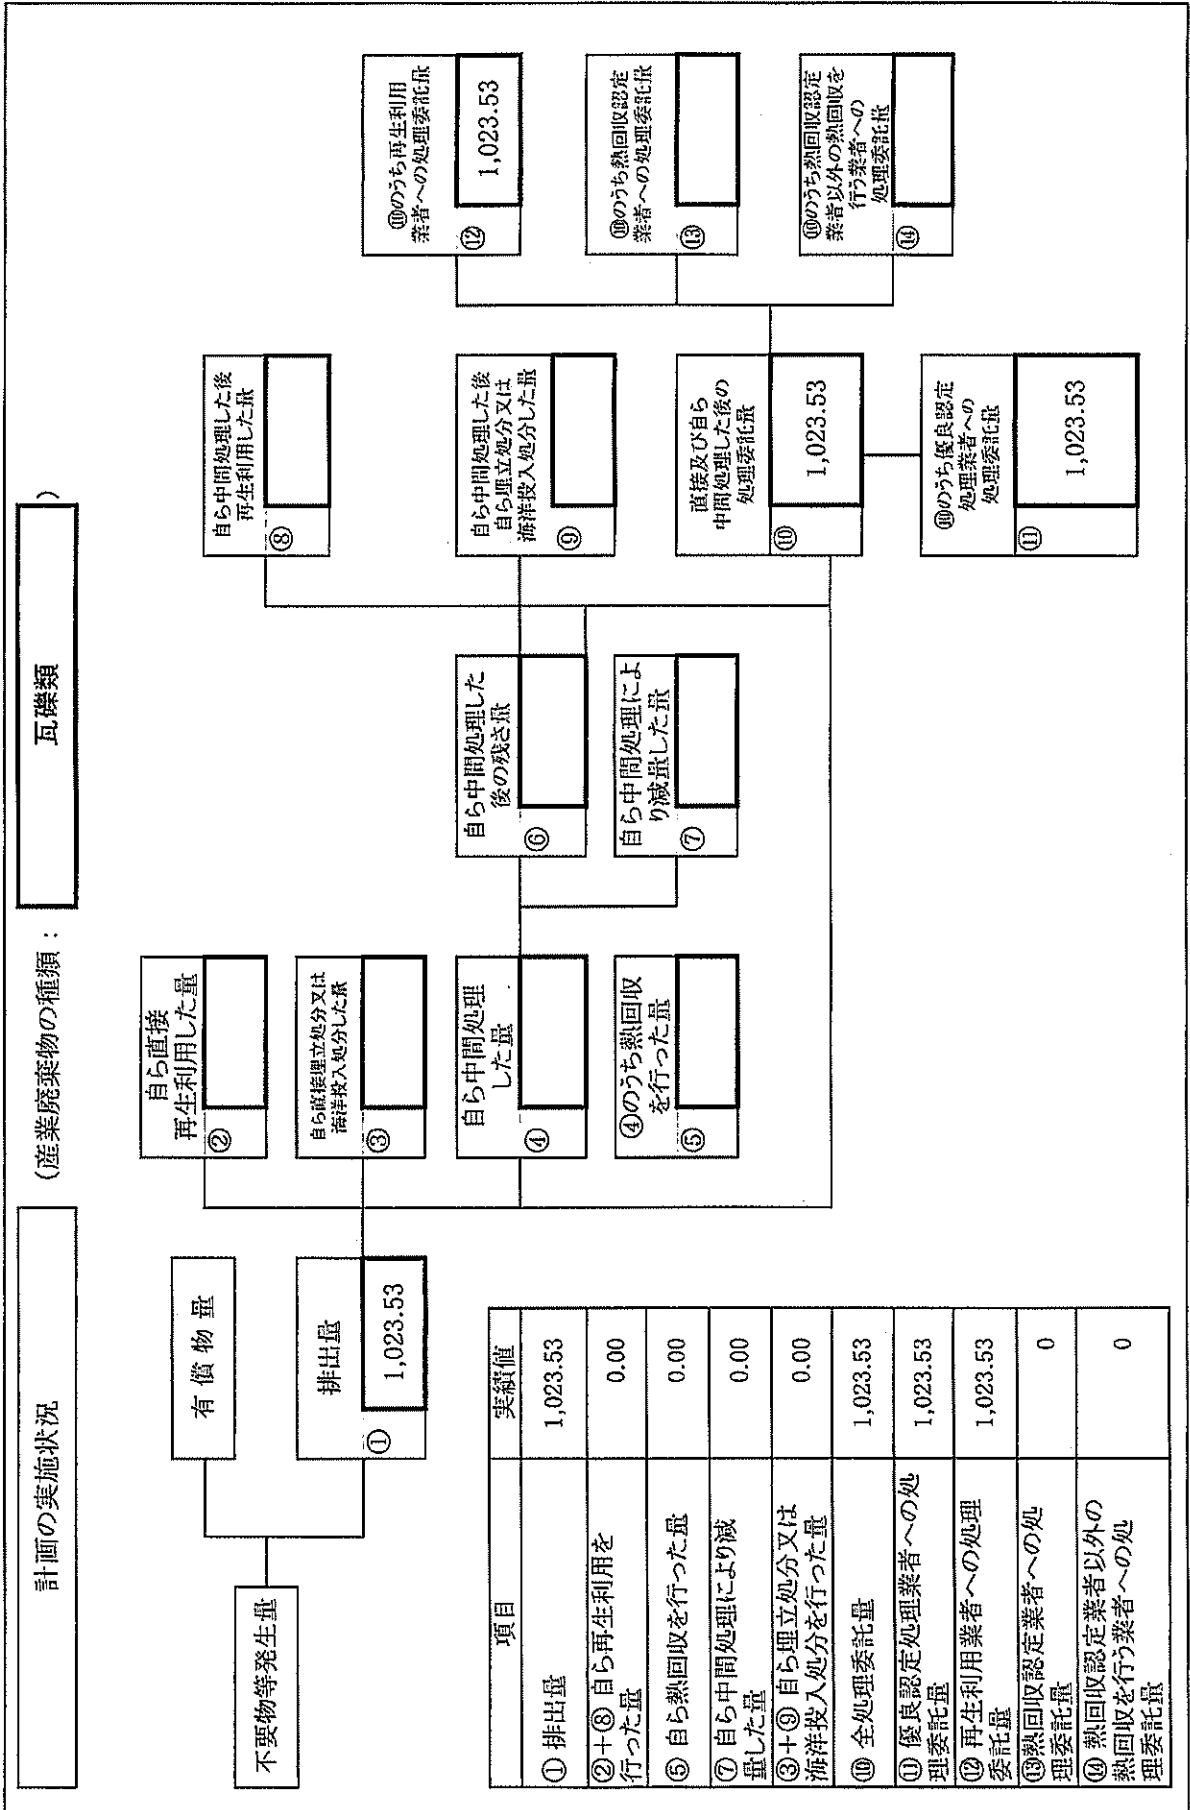 計画の実施状況
(産業廃棄物の種類：
瓦礫類
)
不要物等発生量
有 償 物 量
排出量
①
1,023.53
自ら直接
再生利用した量
②
自ら直接埋立処分又は
海洋投入処分した量
③
自ら中間処理
した量
④
④のうち熱回収
を行った量
⑤
自ら中間処理した
後の残さ量
⑥
自ら中間処理によ
り減量した量
⑦
自ら中間処理した後
再生利用した量
⑧
自ら中間処理した後
自ら埋立処分又は
海洋投入処分した量
⑨
直接及び自ら
中間処理した後の
処理委託量
⑩
1,023.53
⑩のうち優良認定
処理業者への
処理委託量
⑪
1,023.53
⑩のうち再生利用
業者への処理委託量
⑫
1,023.53
⑩のうち熱回収認定
業者への処理委託量
⑬
⑩のうち熱回収認定
業者以外の熱回収を
行う業者への
処理委託量
⑭
項目 実績値
① 排出量 1,023.53
②+⑧ 自ら再生利用を
行った量 0.00
⑤ 自ら熱回収を行った量 0.00
⑦ 自ら中間処理により減
量した量 0.00
③+⑨ 自ら埋立処分又は
海洋投入処分を行った量 0.00
⑩ 全処理委託量 1,023.53
⑪ 優良認定処理業者への処
理委託量 1,023.53
⑫ 再生利用業者への処理
委託量 1,023.53
⑬熱回収認定業者への処
理委託量 0
⑭ 熱回収認定業者以外の
熱回収を行う業者への処
理委託量 0